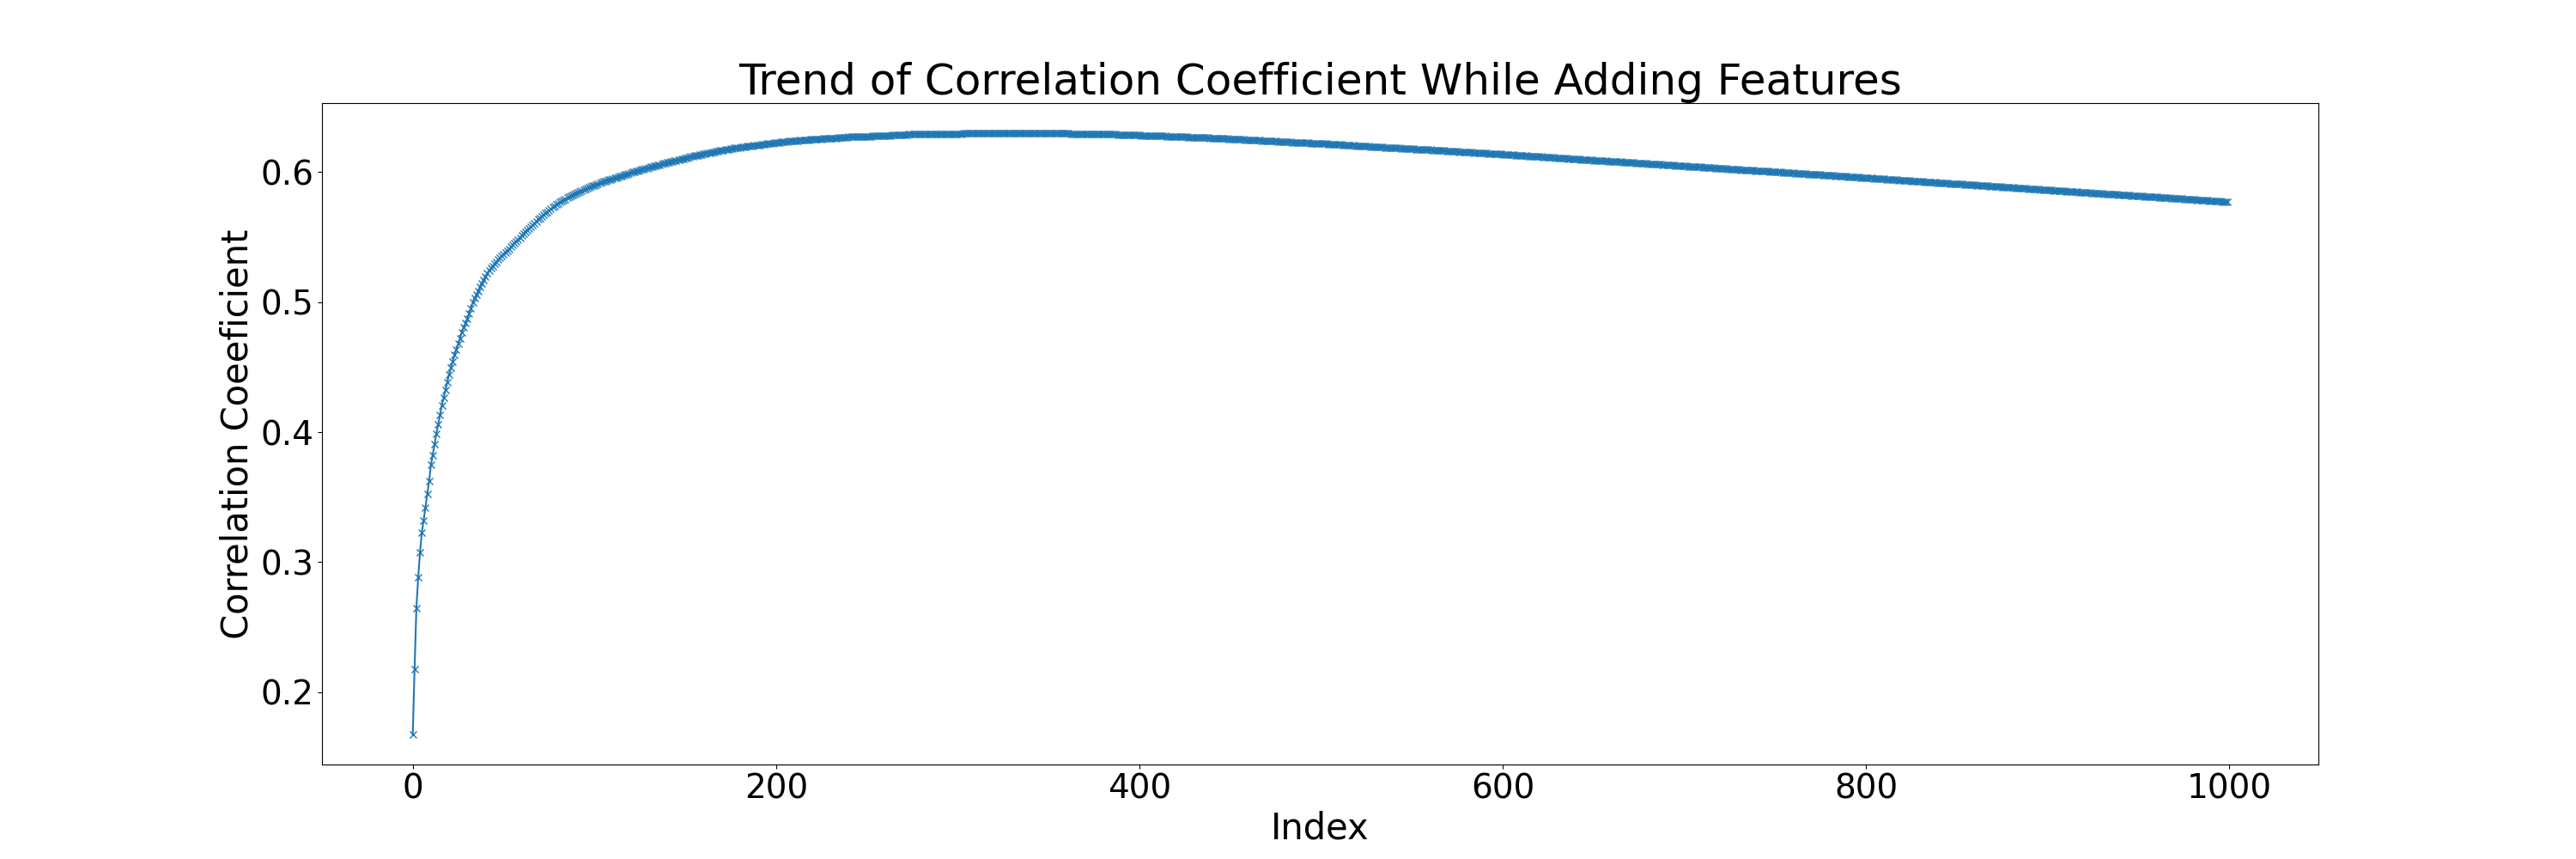 Trend of Correlation Coefficient While Adding Features
Correlation Coeeficient
0.6
0.5
0.4
0.3
0.2
0 200 400 600 800 1000
Index